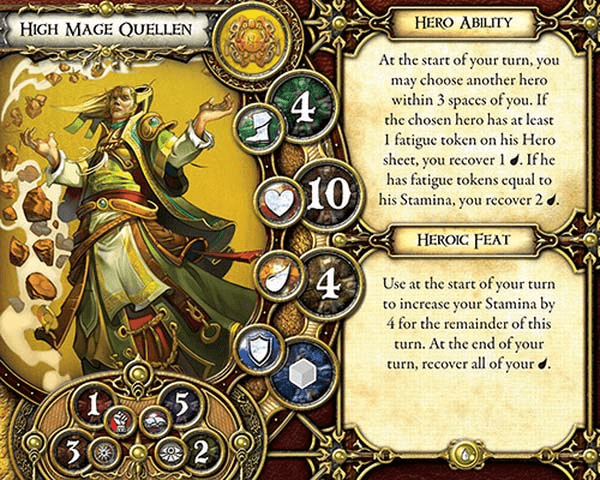 HIGH MAGE QUELLEN
4
10
4
1
5
3
2
HERO ABILITY
At the start of your turn, you
may choose another hero
within 3 spaces of you. If
the chosen hero has at least
1 fatigue token on his Hero
sheet, you recover 1 .  If he
has fatigue tokens equal to
his Stamina, you recover 2 .
HEROIC FEAT
Use at the start of your turn
to increase your Stamina by
4 for the remainder of this
turn. At the end of your
turn, recover all of your .